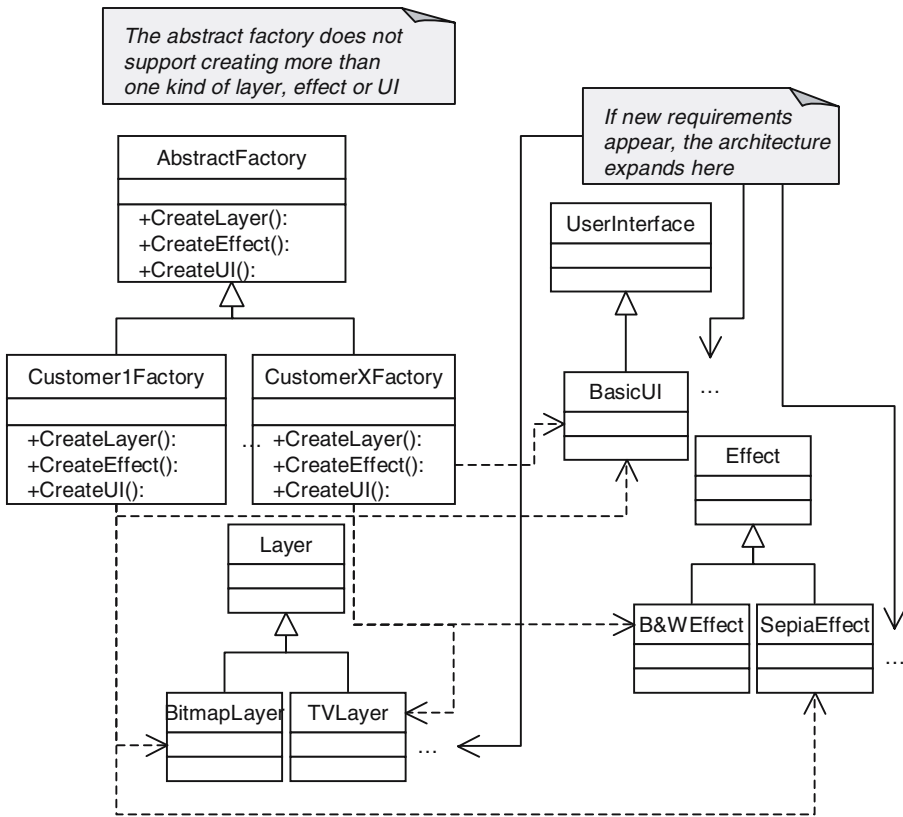 The abstract factory does not
support creating more than
one kind of layer, effect or UI
If new requirements
appear, the architecture
expands here
AbstractFactory
+CreateLayer():
+CreateEffect():
+CreateUI():
UserInterface
Customer1Factory
+CreateLayer():
+CreateEffect():
+CreateUI():
...
CustomerXFactory
+CreateLayer():
+CreateEffect():
+CreateUI():
BasicUI
...
Effect
Layer
B&WEffect
SepiaEffect
...
BitmapLayer
TVLayer
...